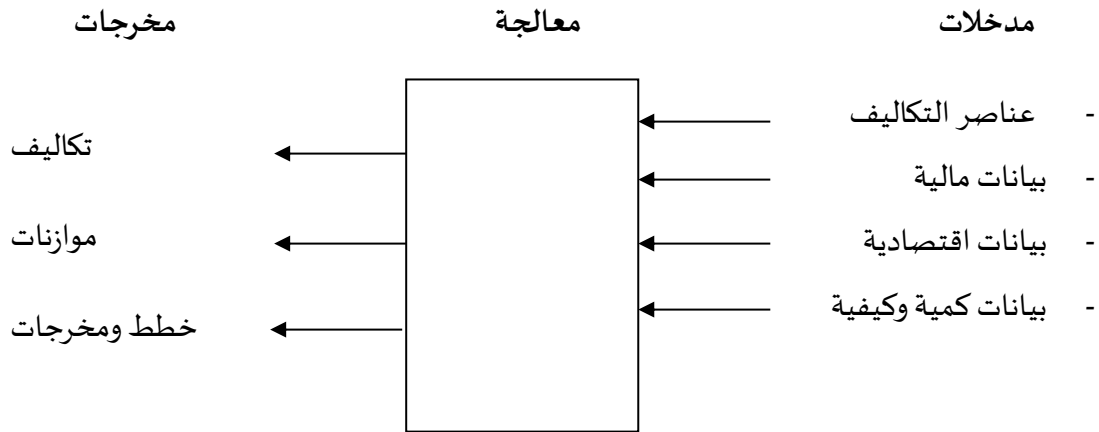 مدخلات معالجة مخرجات
- عناصر التكاليف
- بيانات مالية
- بيانات اقتصادية
- بيانات كمية وكيفية
تكاليف
موازنات
خطط ومخرجات